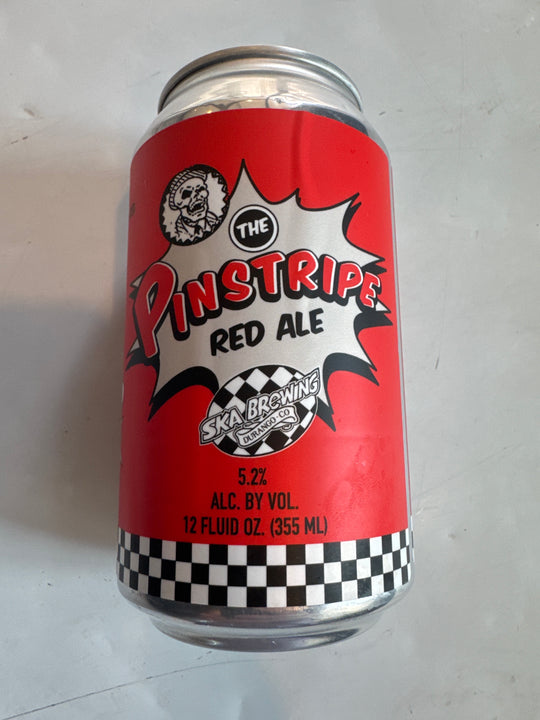 THE
PINSTRIPE
RED ALE
SKA BREWING
DURANGO-CO
5.2%
ALC. BY VOL.
12 FLUID OZ. (355 ML)